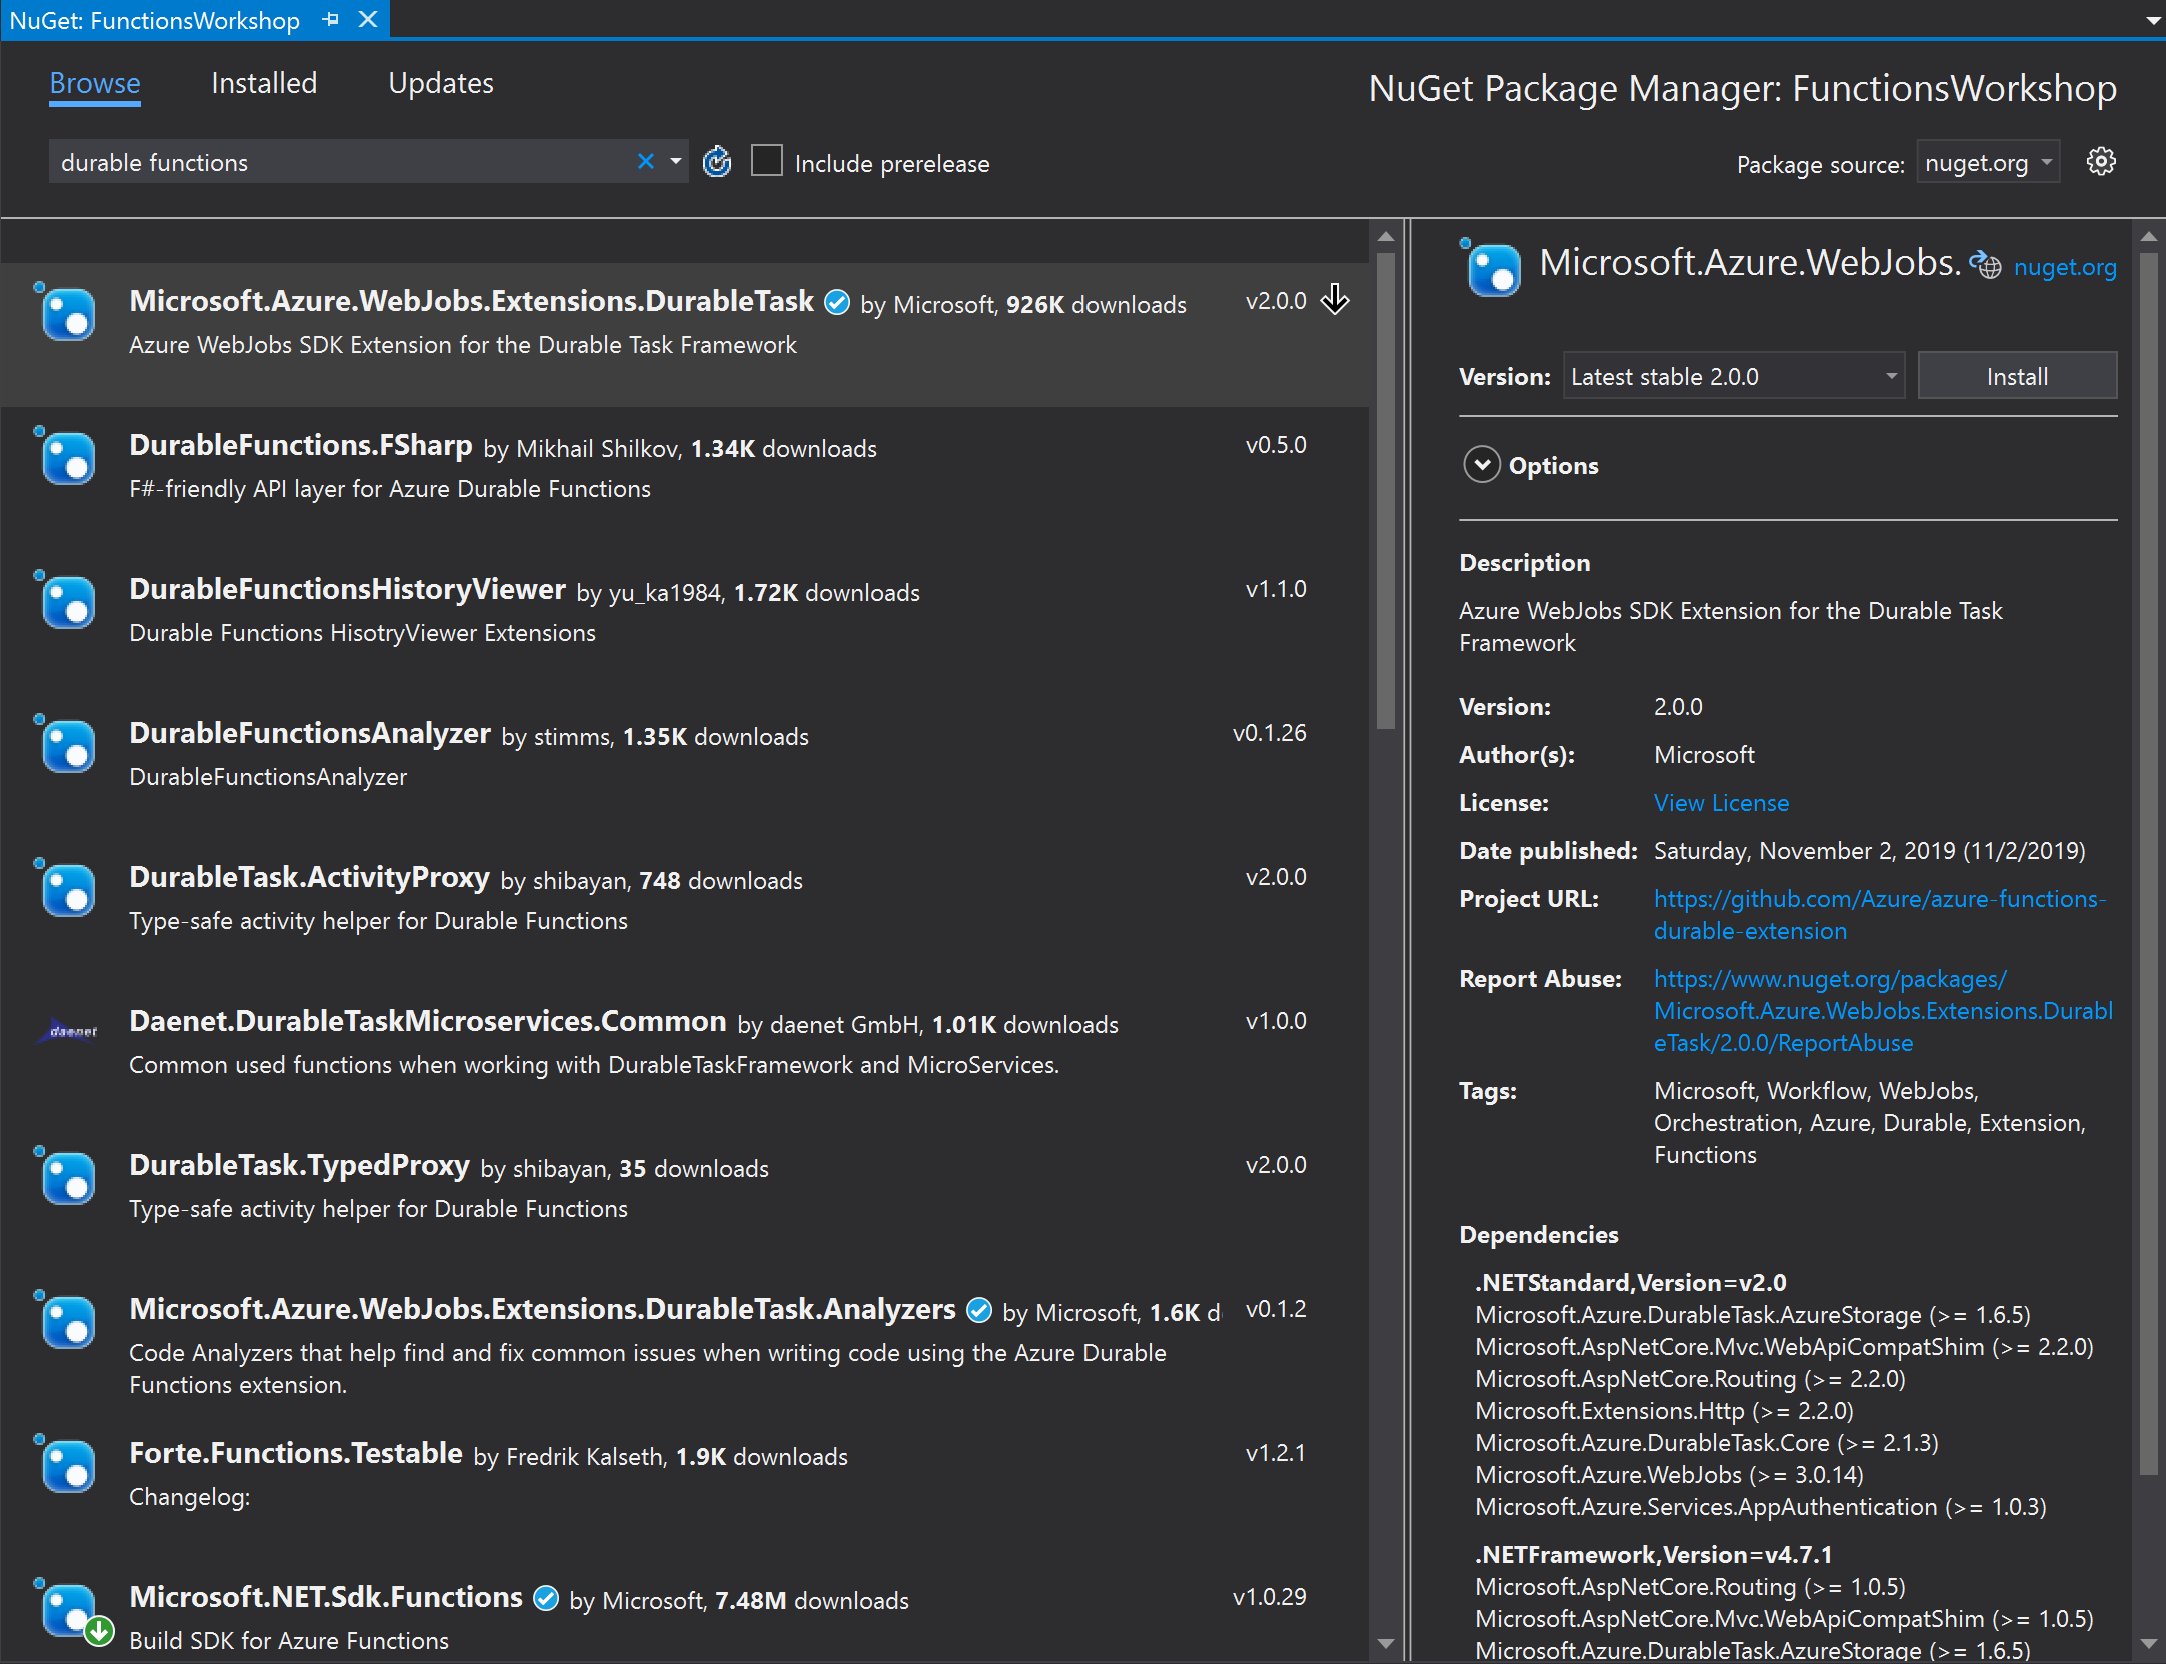 NuGet: FunctionsWorkshop
Browse Installed Updates
NuGet Package Manager: FunctionsWorkshop
durable functions
Include prerelease
Package source: nuget.org
Microsoft.Azure.WebJobs.Extensions.DurableTask by Microsoft, 926K downloads v2.0.0
Azure WebJobs SDK Extension for the Durable Task Framework
DurableFunctions.FSharp by Mikhail Shilkov, 1.34K downloads v0.5.0
F#-friendly API layer for Azure Durable Functions
DurableFunctionsHistoryViewer by yu_ka1984, 1.72K downloads v1.1.0
Durable Functions HisotryViewer Extensions
DurableFunctionsAnalyzer by stimms, 1.35K downloads v0.1.26
DurableFunctionsAnalyzer
DurableTask.ActivityProxy by shibayan, 748 downloads v2.0.0
Type-safe activity helper for Durable Functions
daenet
Daenet.DurableTaskMicroservices.Common by daenet GmbH, 1.01K downloads v1.0.0
Common used functions when working with DurableTaskFramework and MicroServices.
DurableTask.TypedProxy by shibayan, 35 downloads v2.0.0
Type-safe activity helper for Durable Functions
Microsoft.Azure.WebJobs.Extensions.DurableTask.Analyzers by Microsoft, 1.6K d v0.1.2
Code Analyzers that help find and fix common issues when writing code using the Azure Durable
Functions extension.
Forte.Functions.Testable by Fredrik Kalseth, 1.9K downloads v1.2.1
Changelog:
Microsoft.NET.Sdk.Functions by Microsoft, 7.48M downloads v1.0.29
Build SDK for Azure Functions
Microsoft.Azure.WebJobs. nuget.org
Version: Latest stable 2.0.0 Install
Options
Description
Azure WebJobs SDK Extension for the Durable Task
Framework
Version: 2.0.0
Author(s): Microsoft
License: View License
Date published: Saturday, November 2, 2019 (11/2/2019)
Project URL: https://github.com/Azure/azure-functions-
durable-extension
Report Abuse: https://www.nuget.org/packages/
Microsoft.Azure.WebJobs.Extensions.Durabl
eTask/2.0.0/ReportAbuse
Tags: Microsoft, Workflow, WebJobs,
Orchestration, Azure, Durable, Extension,
Functions
Dependencies
.NETStandard,Version=v2.0
Microsoft.Azure.DurableTask.AzureStorage (>= 1.6.5)
Microsoft.AspNetCore.Mvc.WebApiCompatShim (>= 2.2.0)
Microsoft.AspNetCore.Routing (>= 2.2.0)
Microsoft.Extensions.Http (>= 2.2.0)
Microsoft.Azure.DurableTask.Core (>= 2.1.3)
Microsoft.Azure.WebJobs (>= 3.0.14)
Microsoft.Azure.Services.AppAuthentication (>= 1.0.3)
.NETFramework,Version=v4.7.1
Microsoft.AspNetCore.Routing (>= 1.0.5)
Microsoft.AspNetCore.Mvc.WebApiCompatShim (>= 1.0.5)
Microsoft.Azure.DurableTask.AzureStorage (>= 1.6.5)